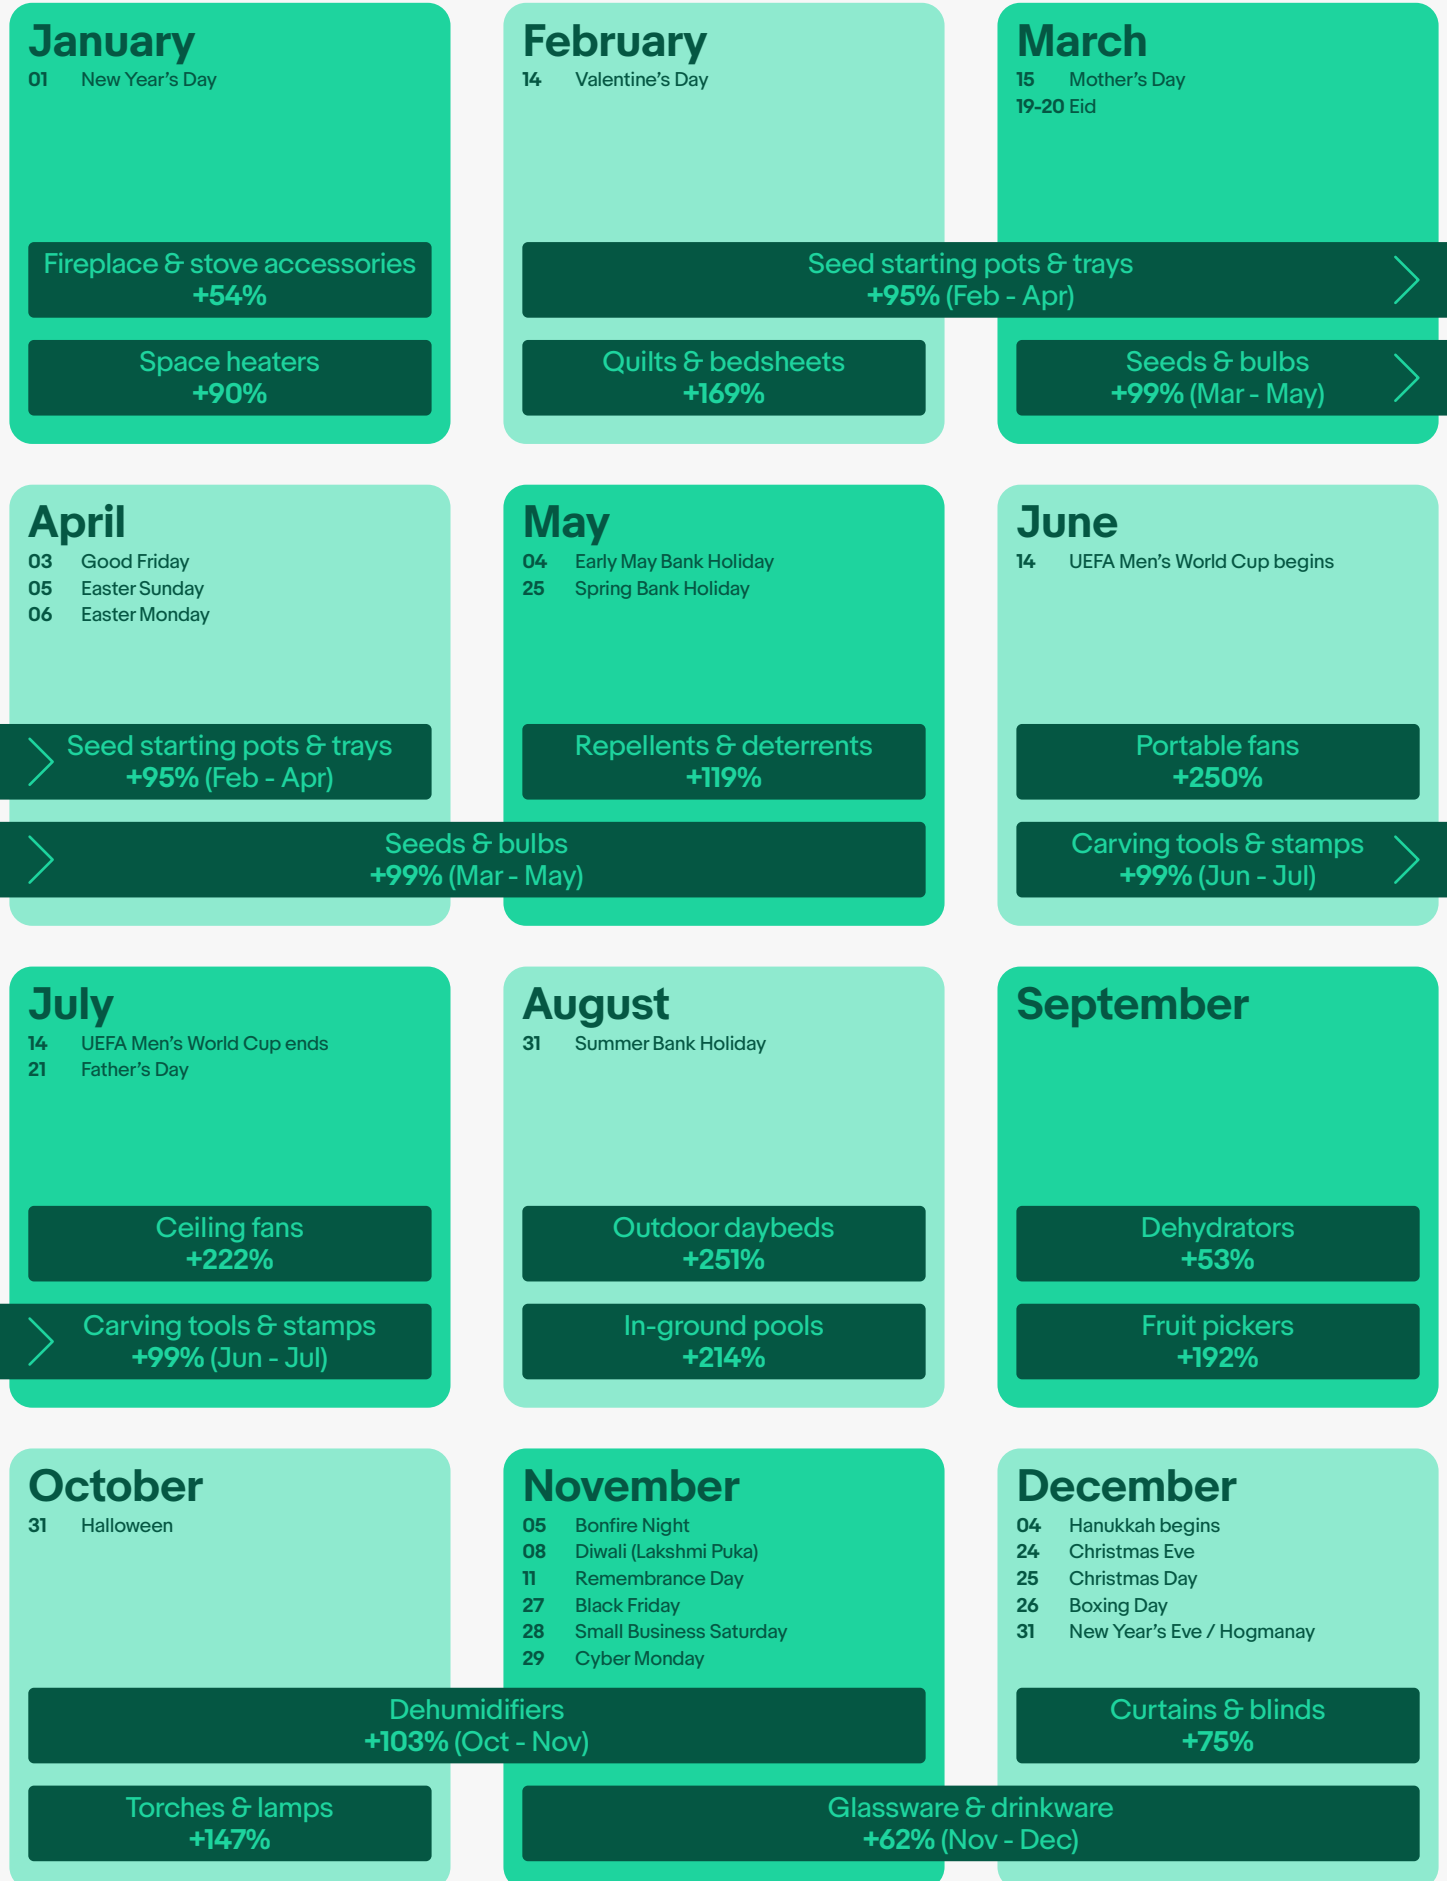 January
01 New Year's Day
Fireplace & stove accessories
+54%
Space heaters
+90%
February
14 Valentine's Day
March
15 Mother's Day
19-20 Eid
Seed starting pots & trays
+95% (Feb - Apr)
Quilts & bedsheets
+169%
Seeds & bulbs
+99% (Mar - May)
April
03 Good Friday
05 Easter Sunday
06 Easter Monday
Seed starting pots & trays
+95% (Feb - Apr)
May
04 Early May Bank Holiday
25 Spring Bank Holiday
Repellents & deterrents
+119%
Seeds & bulbs
+99% (Mar - May)
June
14 UEFA Men's World Cup begins
Portable fans
+250%
Carving tools & stamps
+99% (Jun - Jul)
July
14 UEFA Men's World Cup ends
21 Father's Day
Ceiling fans
+222%
Carving tools & stamps
+99% (Jun - Jul)
August
31 Summer Bank Holiday
Outdoor daybeds
+251%
In-ground pools
+214%
September
Dehydrators
+53%
Fruit pickers
+192%
October
31 Halloween
November
05 Bonfire Night
08 Diwali (Lakshmi Puka)
11 Remembrance Day
27 Black Friday
28 Small Business Saturday
29 Cyber Monday
Dehumidifiers
+103% (Oct - Nov)
Torches & lamps
+147%
December
04 Hanukkah begins
24 Christmas Eve
25 Christmas Day
26 Boxing Day
31 New Year's Eve / Hogmanay
Curtains & blinds
+75%
Glassware & drinkware
+62% (Nov - Dec)